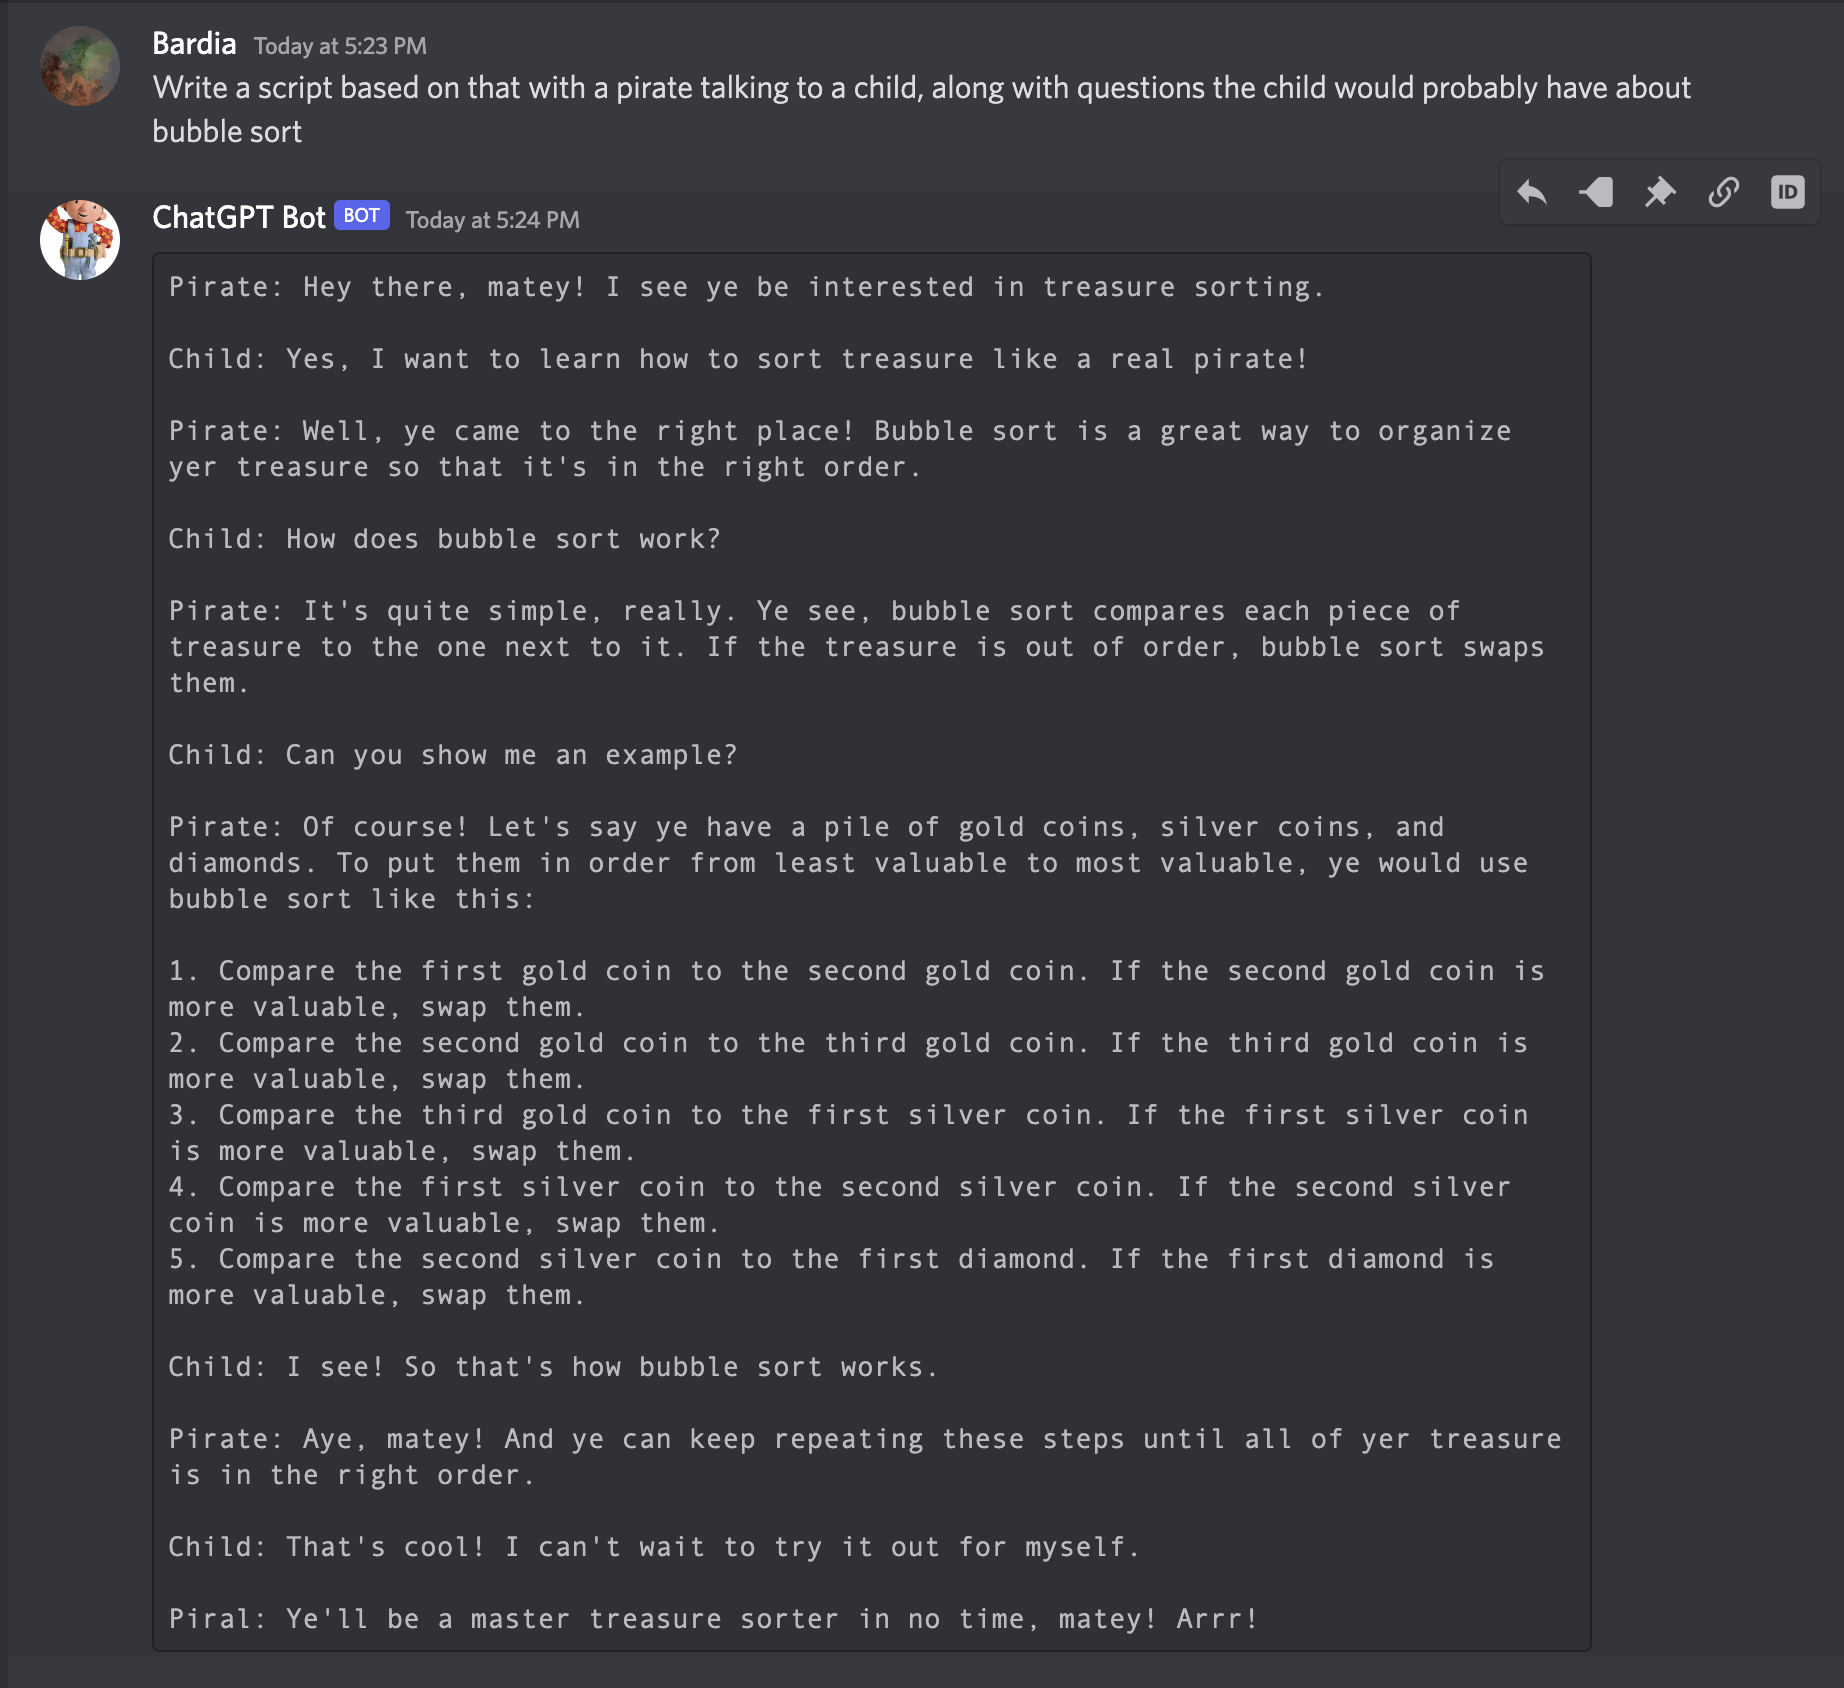 Bardia Today at 5:23 PM
Write a script based on that with a pirate talking to a child, along with questions the child would probably have about
bubble sort
ID
ChatGPT Bot BOT Today at 5:24 PM
Pirate: Hey there, matey! I see ye be interested in treasure sorting.
Child: Yes, I want to learn how to sort treasure like a real pirate!
Pirate: Well, ye came to the right place! Bubble sort is a great way to organize
yer treasure so that it's in the right order.
Child: How does bubble sort work?
Pirate: It's quite simple, really. Ye see, bubble sort compares each piece of
treasure to the one next to it. If the treasure is out of order, bubble sort swaps
them.
Child: Can you show me an example?
Pirate: Of course! Let's say ye have a pile of gold coins, silver coins, and
diamonds. To put them in order from least valuable to most valuable, ye would use
bubble sort like this:
1. Compare the first gold coin to the second gold coin. If the second gold coin is
more valuable, swap them.
2. Compare the second gold coin to the third gold coin. If the third gold coin is
more valuable, swap them.
3. Compare the third gold coin to the first silver coin. If the first silver coin
is more valuable, swap them.
4. Compare the first silver coin to the second silver coin. If the second silver
coin is more valuable, swap them.
5. Compare the second silver coin to the first diamond. If the first diamond is
more valuable, swap them.
Child: I see! So that's how bubble sort works.
Pirate: Aye, matey! And ye can keep repeating these steps until all of yer treasure
is in the right order.
Child: That's cool! I can't wait to try it out for myself.
Piral: Ye'll be a master treasure sorter in no time, matey! Arrr!